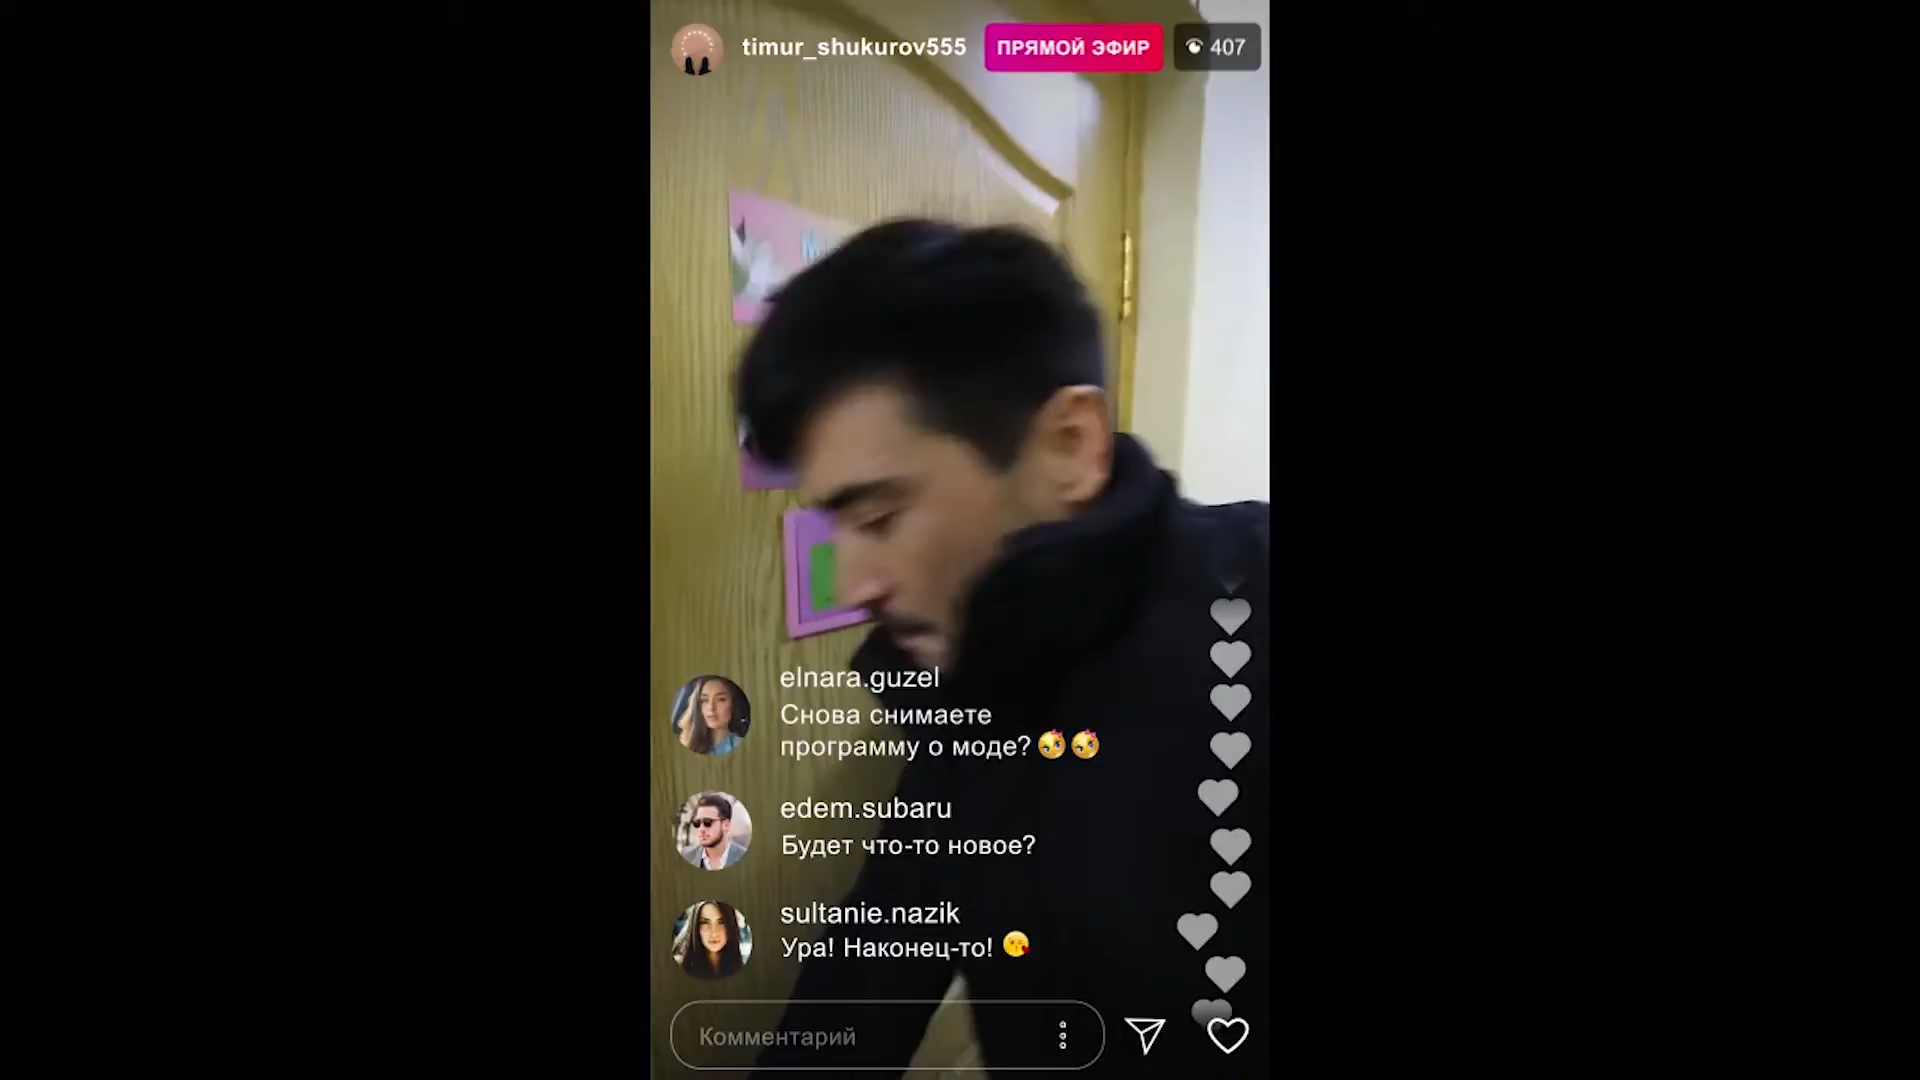 timur_shukurov555 ПРЯМОЙ ЭФИР 407
elnara.guzel
Снова снимаете
программу о моде?
edem.subaru
Будет что-то новое?
sultanie.nazik
Ура! Наконец-то!
Комментарий